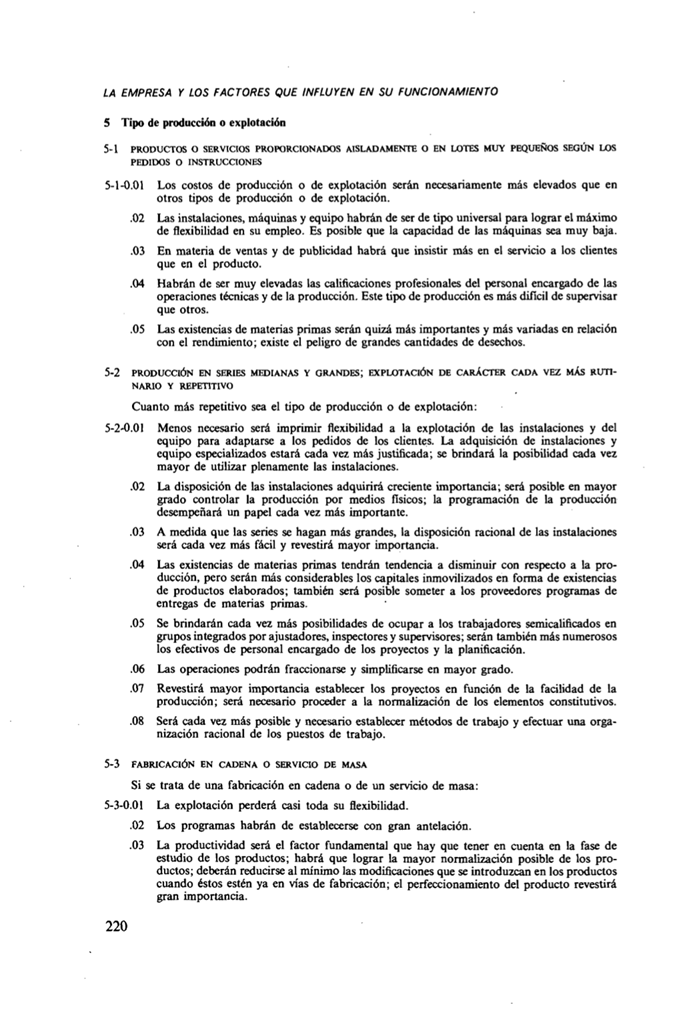 LA EMPRESA Y LOS FACTORES QUE INFLUYEN EN SU FUNCIONAMIENTO
5 Tipo de producción o explotación
5-1 PRODUCTOS O SERVICIOS PROPORCIONADOS AISLADAMENTE O EN LOTES MUY PEQUEÑOS SEGÚN LOS
PEDIDOS O INSTRUCCIONES
5-1-0.01 Los costos de producción o de explotación serán necesariamente más elevados que en
otros tipos de producción o de explotación.
.02 Las instalaciones, máquinas y equipo habrán de ser de tipo universal para lograr el máximo
de flexibilidad en su empleo. Es posible que la capacidad de las máquinas sea muy baja.
.03 En materia de ventas y de publicidad habrá que insistir más en el servicio a los clientes
que en el producto.
.04 Habrán de ser muy elevadas las calificaciones profesionales del personal encargado de las
operaciones técnicas y de la producción. Este tipo de producción es más difícil de supervisar
que otros.
.05 Las existencias de materias primas serán quizá más importantes y más variadas en relación
con el rendimiento; existe el peligro de grandes cantidades de desechos.
5-2 PRODUCCIÓN EN SERIES MEDIANAS Y GRANDES; EXPLOTACIÓN DE CARÁCTER CADA VEZ MÁS RUTI-
NARIO Y REPETITIVO
Cuanto más repetitivo sea el tipo de producción o de explotación:
5-2-0.01 Menos necesario será imprimir flexibilidad a la explotación de las instalaciones y del
equipo para adaptarse a los pedidos de los clientes. La adquisición de instalaciones y
equipo especializados estará cada vez más justificada; se brindará la posibilidad cada vez
mayor de utilizar plenamente las instalaciones.
.02 La disposición de las instalaciones adquirirá creciente importancia; será posible en mayor
grado controlar la producción por medios físicos; la programación de la producción
desempeñará un papel cada vez más importante.
.03 A medida que las series se hagan más grandes, la disposición racional de las instalaciones
será cada vez más fácil y revestirá mayor importancia.
.04 Las existencias de materias primas tendrán tendencia a disminuir con respecto a la pro-
ducción, pero serán más considerables los capitales inmovilizados en forma de existencias
de productos elaborados; también será posible someter a los proveedores programas de
entregas de materias primas.
.05 Se brindarán cada vez más posibilidades de ocupar a los trabajadores semicalificados en
grupos integrados por ajustadores, inspectores y supervisores; serán también más numerosos
los efectivos de personal encargado de los proyectos y la planificación.
.06 Las operaciones podrán fraccionarse y simplificarse en mayor grado.
.07 Revestirá mayor importancia establecer los proyectos en función de la facilidad de la
producción; será necesario proceder a la normalización de los elementos constitutivos.
.08 Será cada vez más posible y necesario establecer métodos de trabajo y efectuar una orga-
nización racional de los puestos de trabajo.
5-3 FABRICACIÓN EN CADENA O SERVICIO DE MASA
Si se trata de una fabricación en cadena o de un servicio de masa:
5-3-0.01 La explotación perderá casi toda su flexibilidad.
.02 Los programas habrán de establecerse con gran antelación.
.03 La productividad será el factor fundamental que hay que tener en cuenta en la fase de
estudio de los productos; habrá que lograr la mayor normalización posible de los pro-
ductos; deberán reducirse al mínimo las modificaciones que se introduzcan en los productos
cuando éstos estén ya en vías de fabricación; el perfeccionamiento del producto revestirá
gran importancia.
220